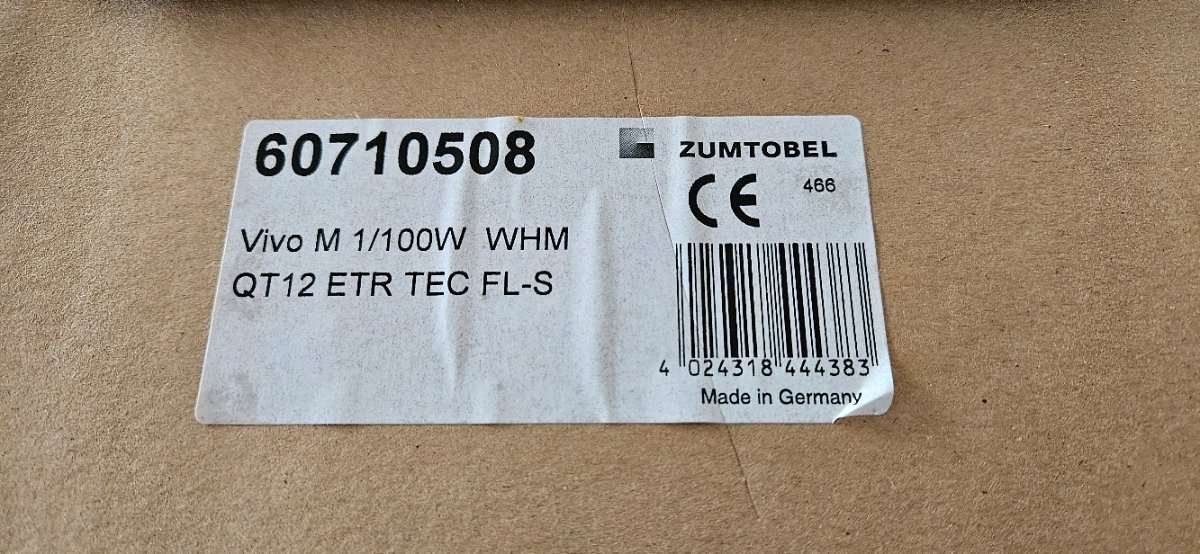 60710508
ZUMTOBEL
CE 466
Vivo M 1/100W WHM
QT12 ETR TEC FL-S
4 024318 444383
Made in Germany